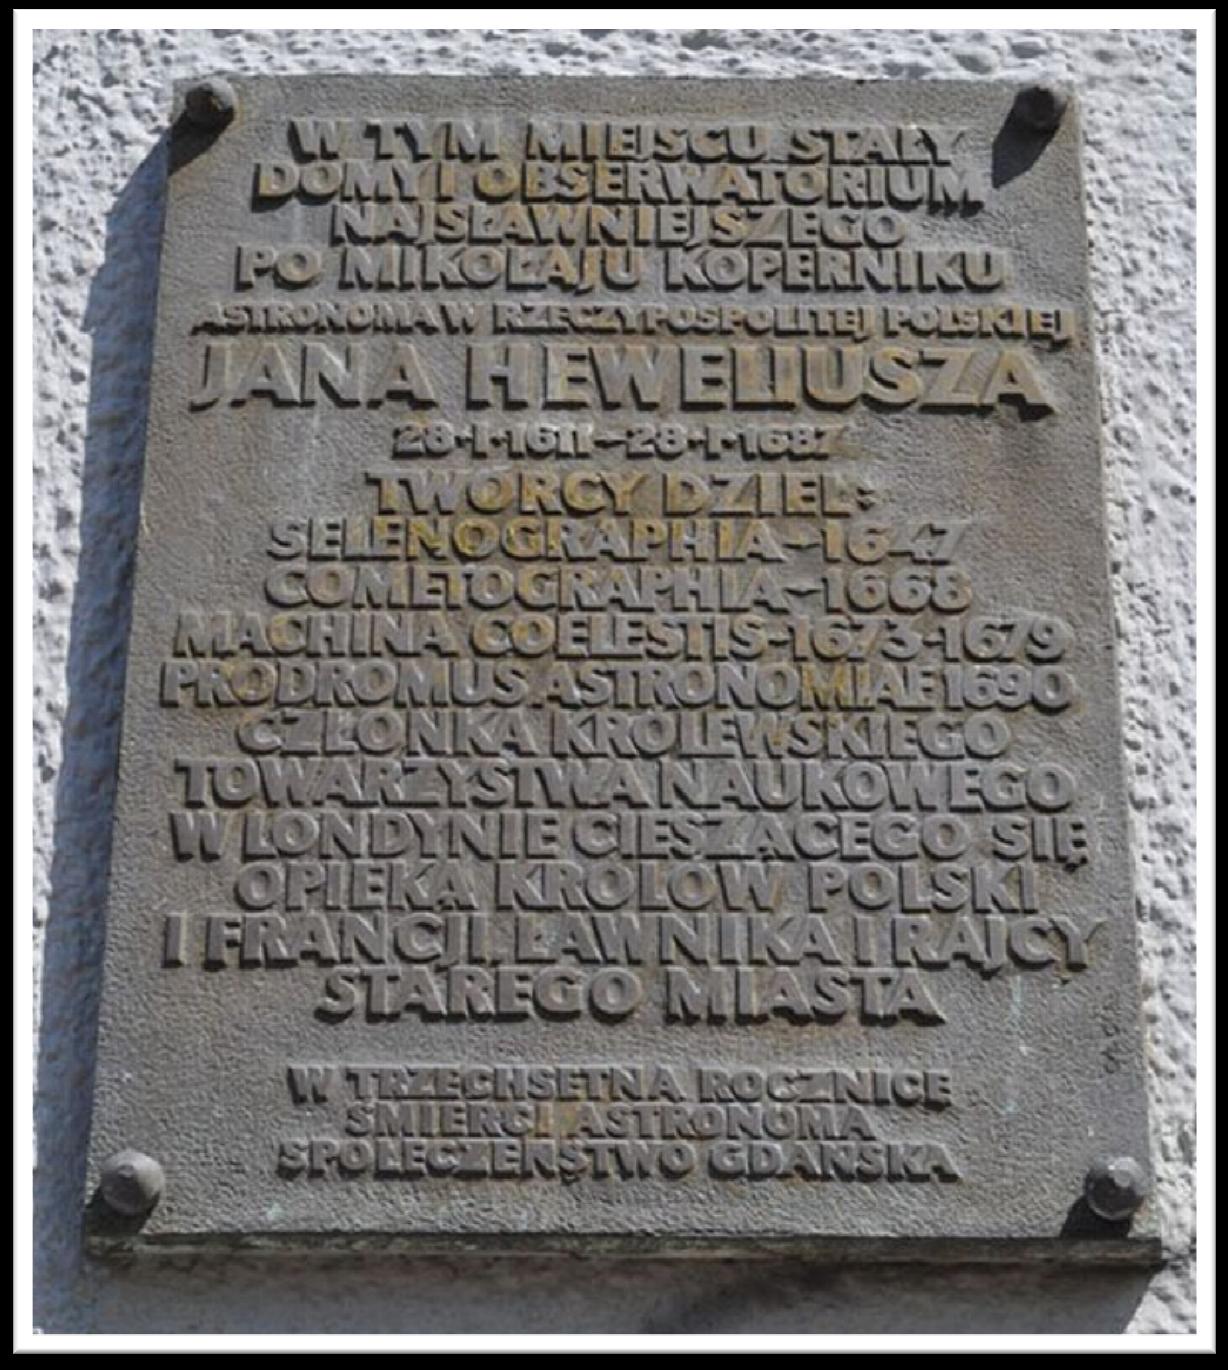 W TYM MIEJSCU STAŁY
DOMY I OBSERWATORIUM
NAJSŁAWNIEJSZEGO
PO MIKOŁAJU KOPERNIKU
ASTRONOMA W RZECZYPOSPOLITEJ POLSKIEJ
JANA HEWELIUSZA
28·I·1611–28·I·1687
TWÓRCY DZIEŁ:
SELENOGRAPHIA–1647
COMETOGRAPHIA–1668
MACHINA COELESTIS-1673-1679
PRODROMUS ASTRONOMIAE 1690
CZŁONKA KRÓLEWSKIEGO
TOWARZYSTWA NAUKOWEGO
W LONDYNIE CIESZĄCEGO SIĘ
OPIEKĄ KRÓLÓW POLSKI
I FRANCJI, ŁAWNIKA I RAJCY
STAREGO MIASTA
W TRZECHSETNĄ ROCZNICĘ
ŚMIERCI ASTRONOMA
SPOŁECZEŃSTWO GDAŃSKA